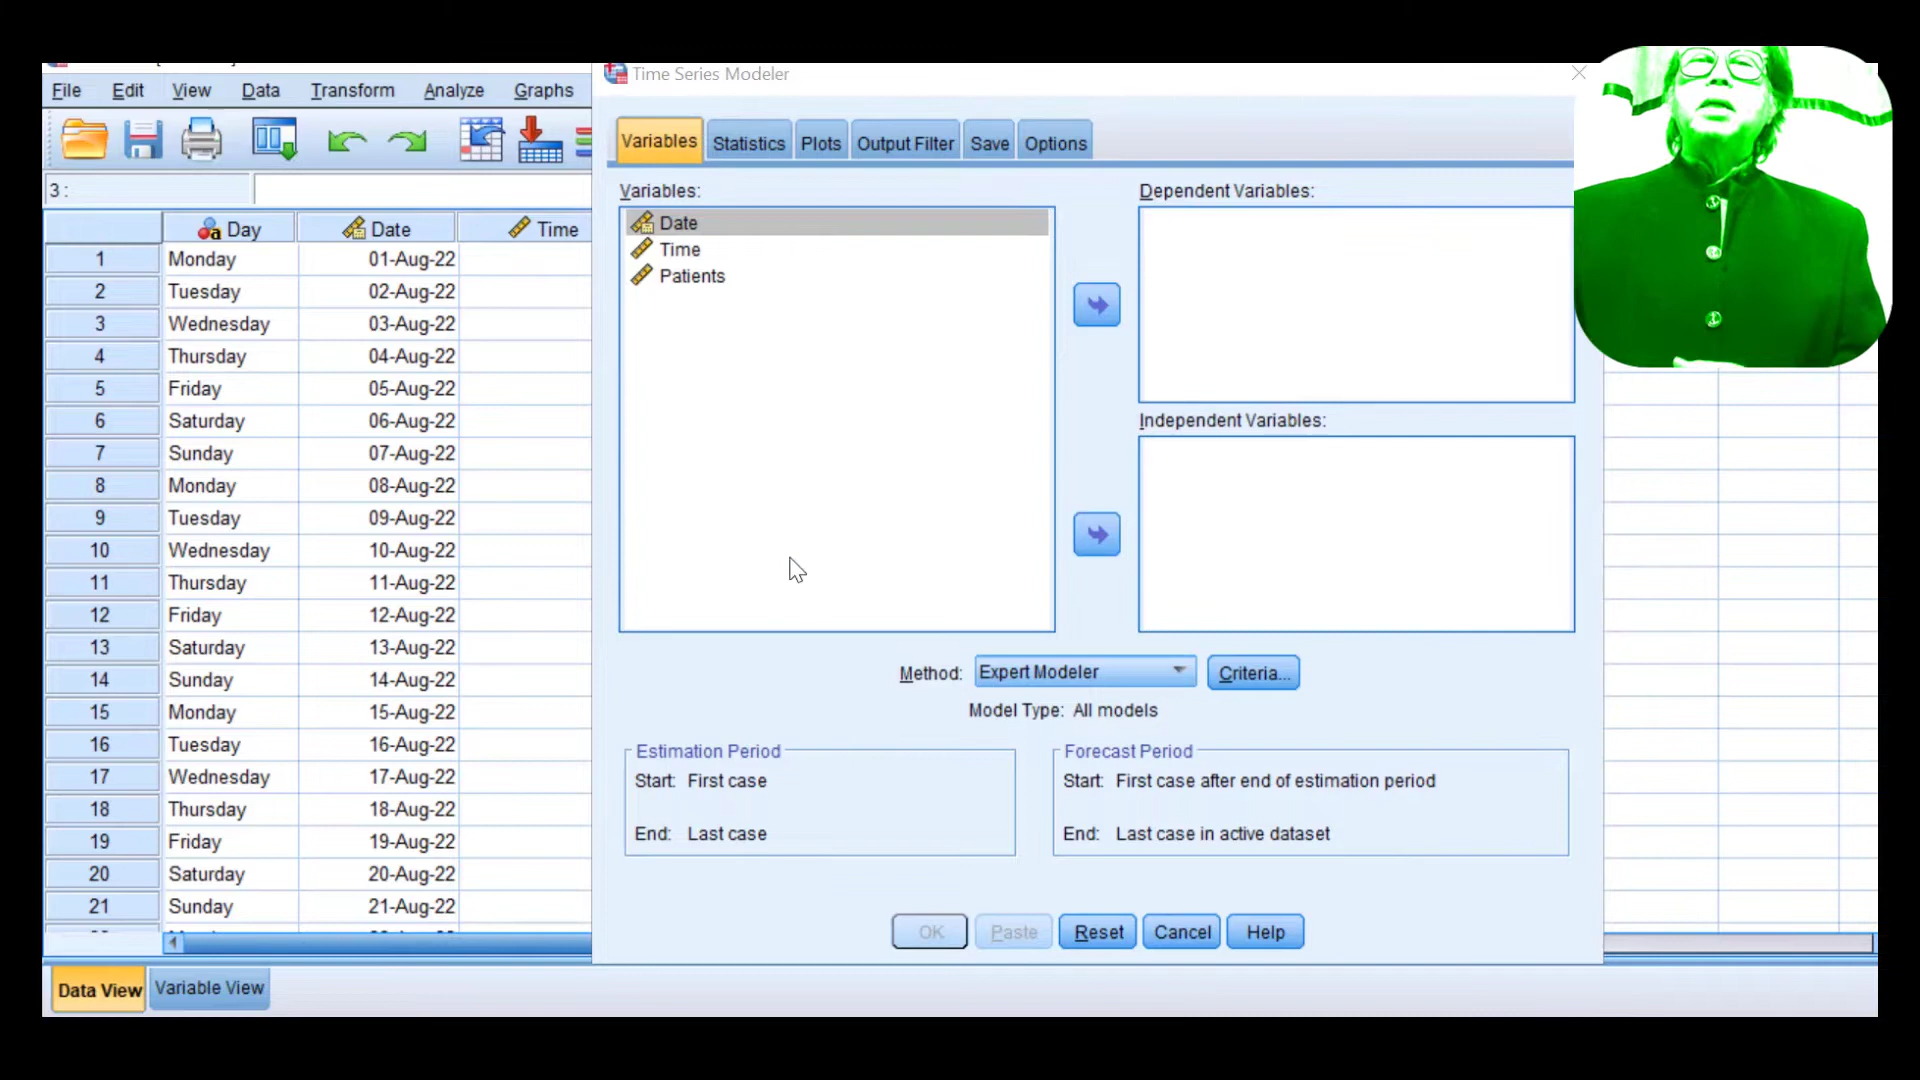 Time Series Modeler
File Edit View Data Transform Analyze Graphs
3 :
Day Date Time
1 Monday 01-Aug-22
2 Tuesday 02-Aug-22
3 Wednesday 03-Aug-22
4 Thursday 04-Aug-22
5 Friday 05-Aug-22
6 Saturday 06-Aug-22
7 Sunday 07-Aug-22
8 Monday 08-Aug-22
9 Tuesday 09-Aug-22
10 Wednesday 10-Aug-22
11 Thursday 11-Aug-22
12 Friday 12-Aug-22
13 Saturday 13-Aug-22
14 Sunday 14-Aug-22
15 Monday 15-Aug-22
16 Tuesday 16-Aug-22
17 Wednesday 17-Aug-22
18 Thursday 18-Aug-22
19 Friday 19-Aug-22
20 Saturday 20-Aug-22
21 Sunday 21-Aug-22
Data View Variable View
Variables Statistics Plots Output Filter Save Options
Variables:
Date
Time
Patients
Dependent Variables:
Independent Variables:
Method: Expert Modeler Criteria...
Model Type: All models
Estimation Period
Start: First case
End: Last case
Forecast Period
Start: First case after end of estimation period
End: Last case in active dataset
OK Paste Reset Cancel Help